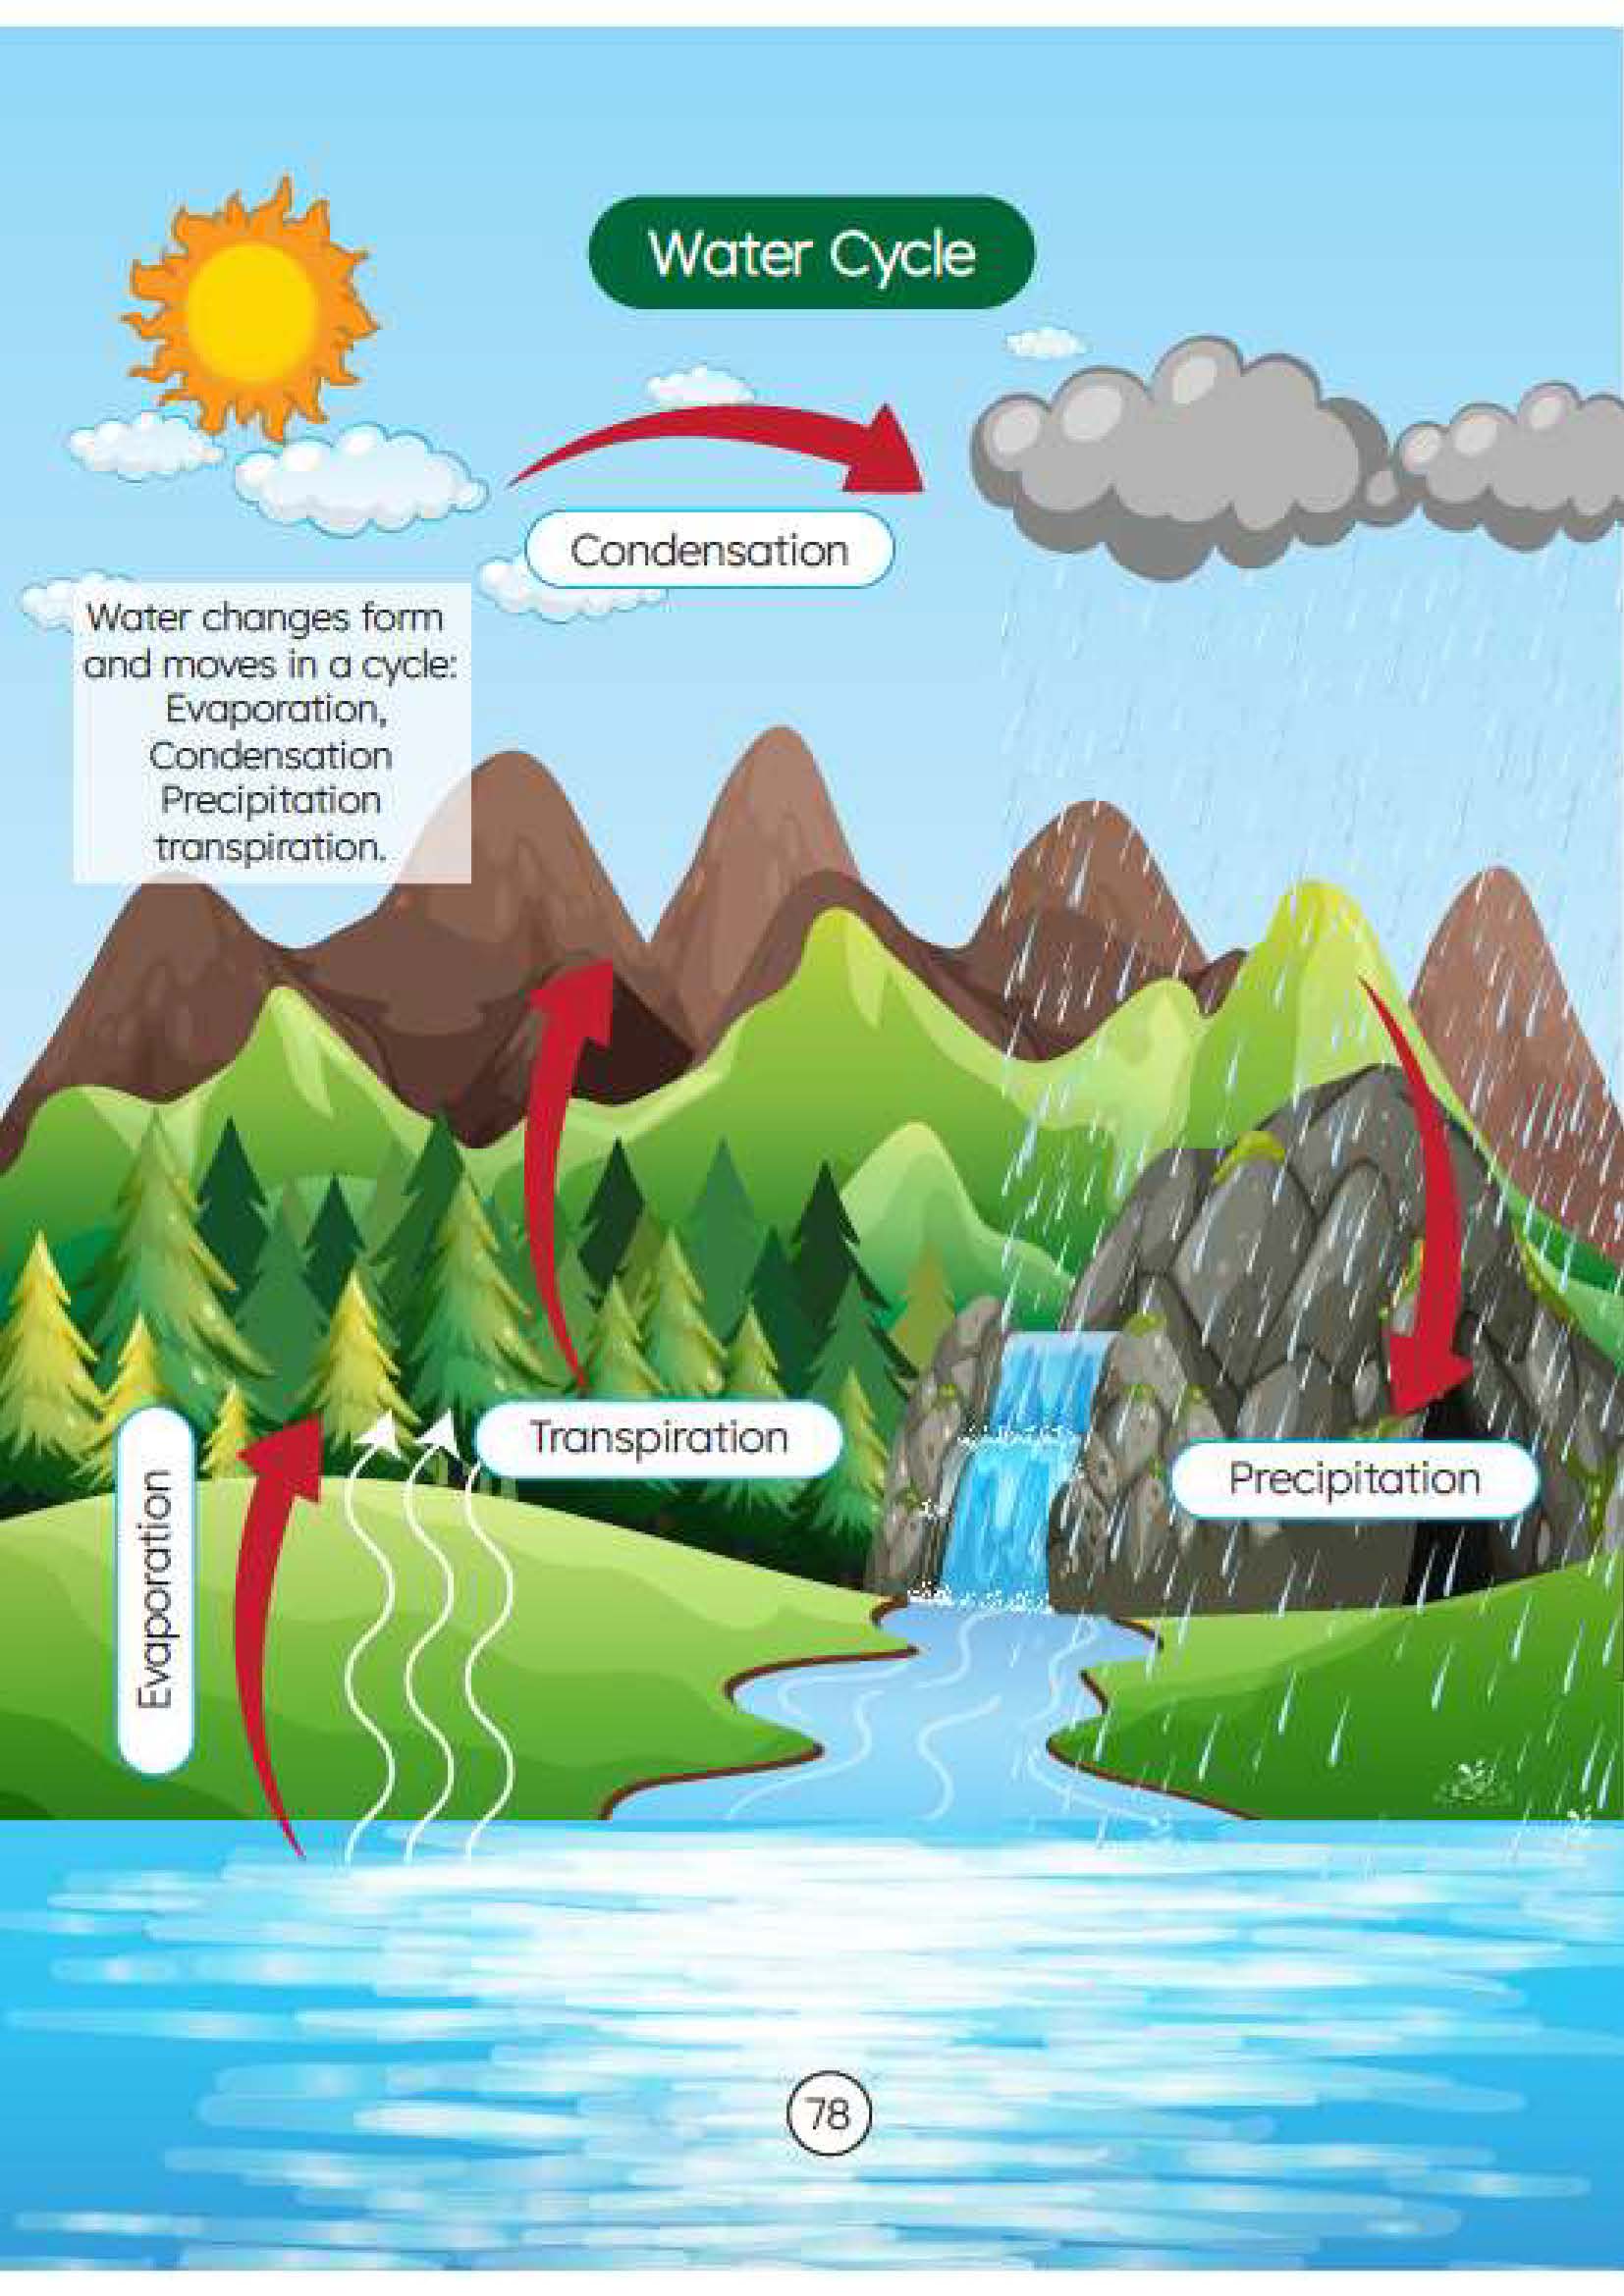 Water Cycle
Condensation
Water changes form
and moves in a cycle:
Evaporation,
Condensation
Precipitation
transpiration.
Transpiration
Precipitation
Evaporation
78